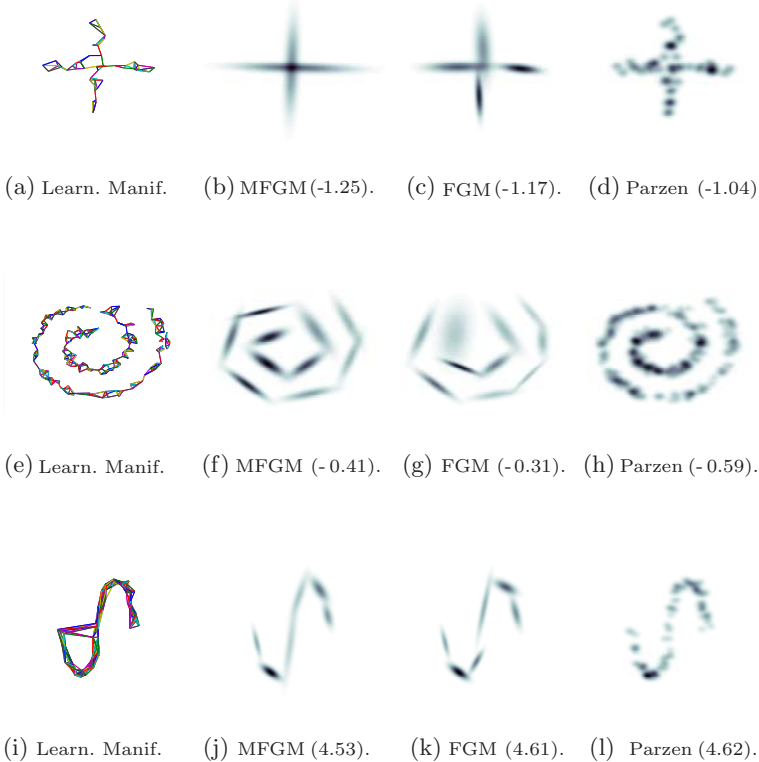 (a) Learn. Manif. (b) MFGM (-1.25). (c) FGM (-1.17). (d) Parzen (-1.04)
(e) Learn. Manif. (f) MFGM (-0.41). (g) FGM (-0.31). (h) Parzen (-0.59).
(i) Learn. Manif. (j) MFGM (4.53). (k) FGM (4.61). (l) Parzen (4.62).